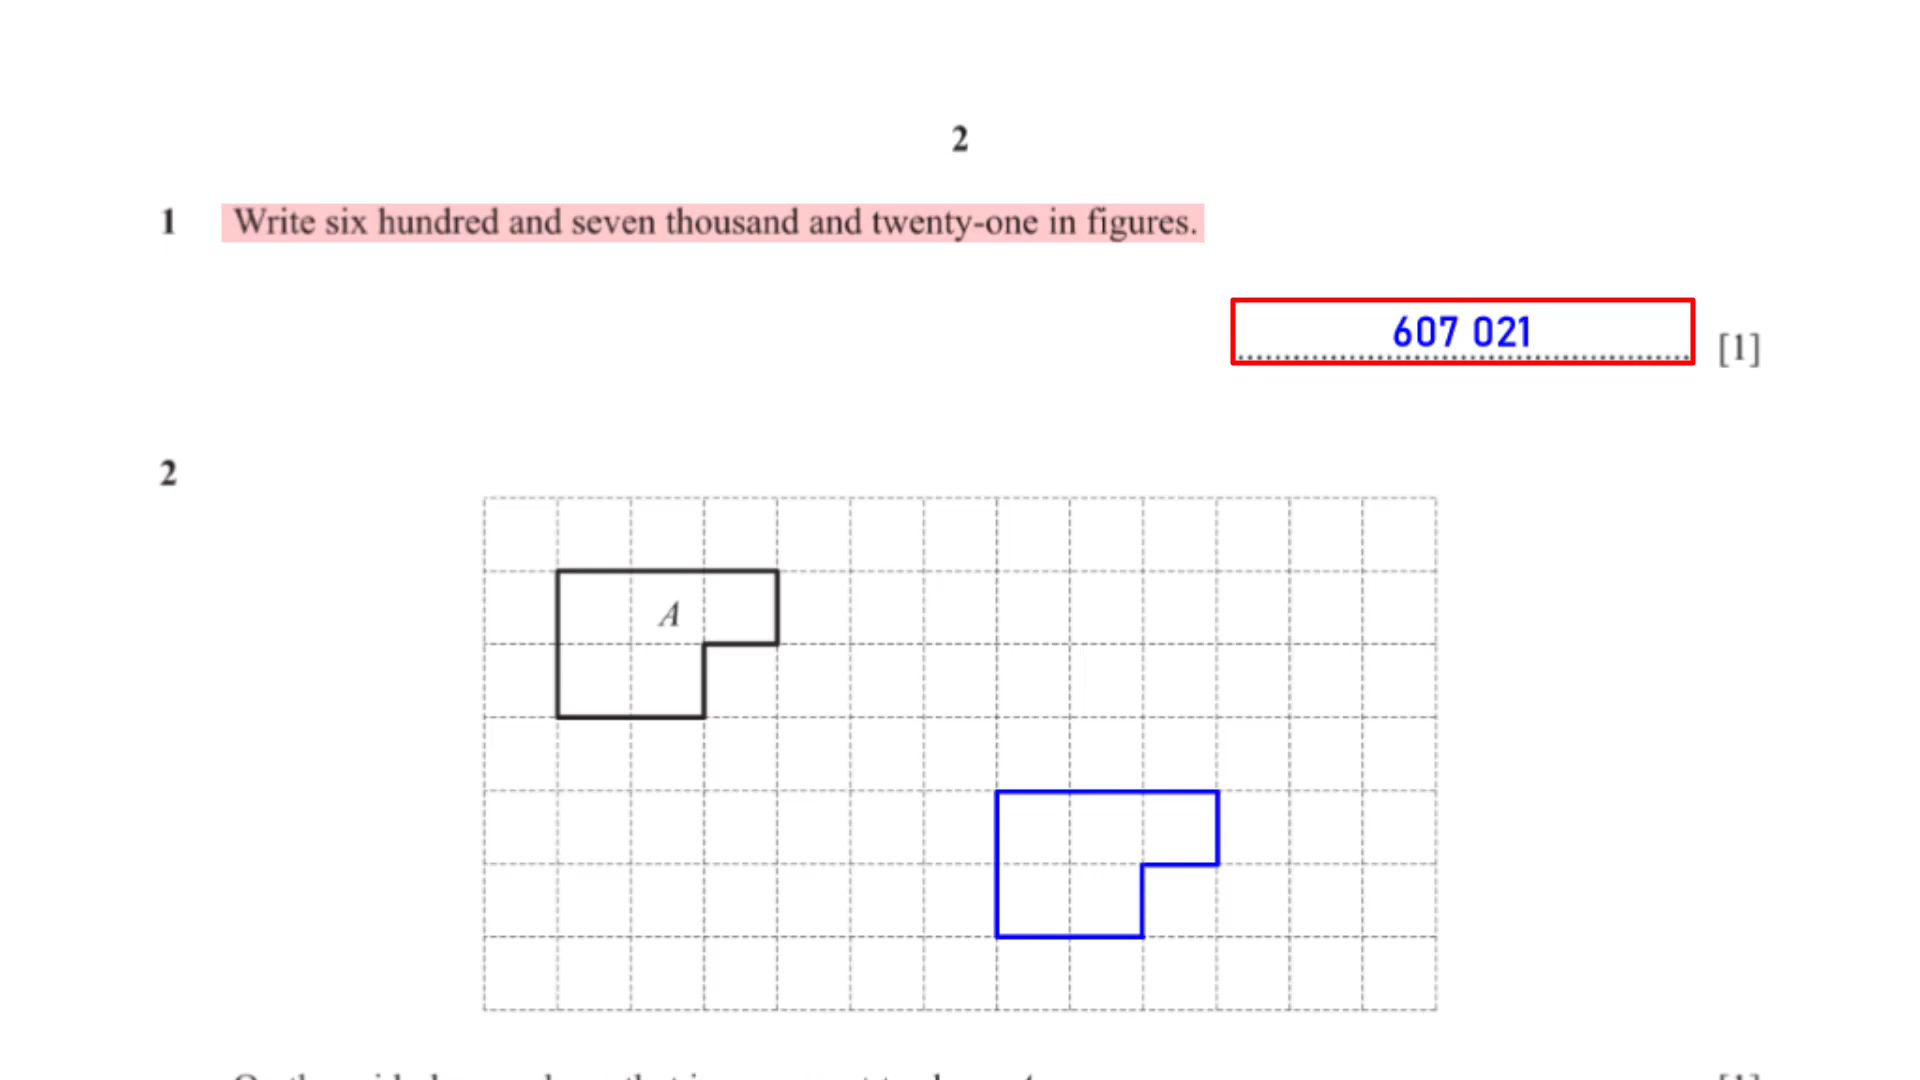 2
1 Write six hundred and seven thousand and twenty-one in figures.
607 021
[1]
2
A